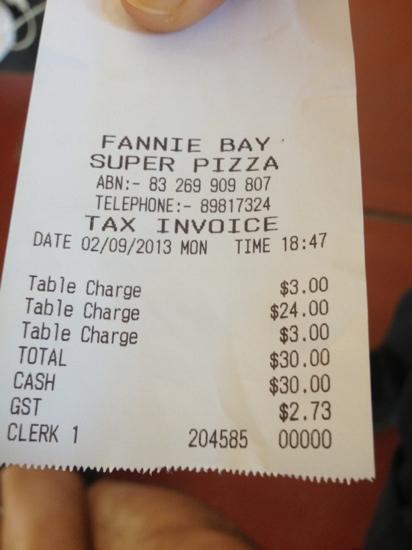 FANNIE BAY
SUPER PIZZA
ABN:- 83 269 909 807
TELEPHONE:- 89817324
TAX INVOICE
DATE 02/09/2013 MON TIME 18:47
Table Charge $3.00
Table Charge $24.00
Table Charge $3.00
TOTAL $30.00
CASH $30.00
GST $2.73
CLERK 1 204585 00000